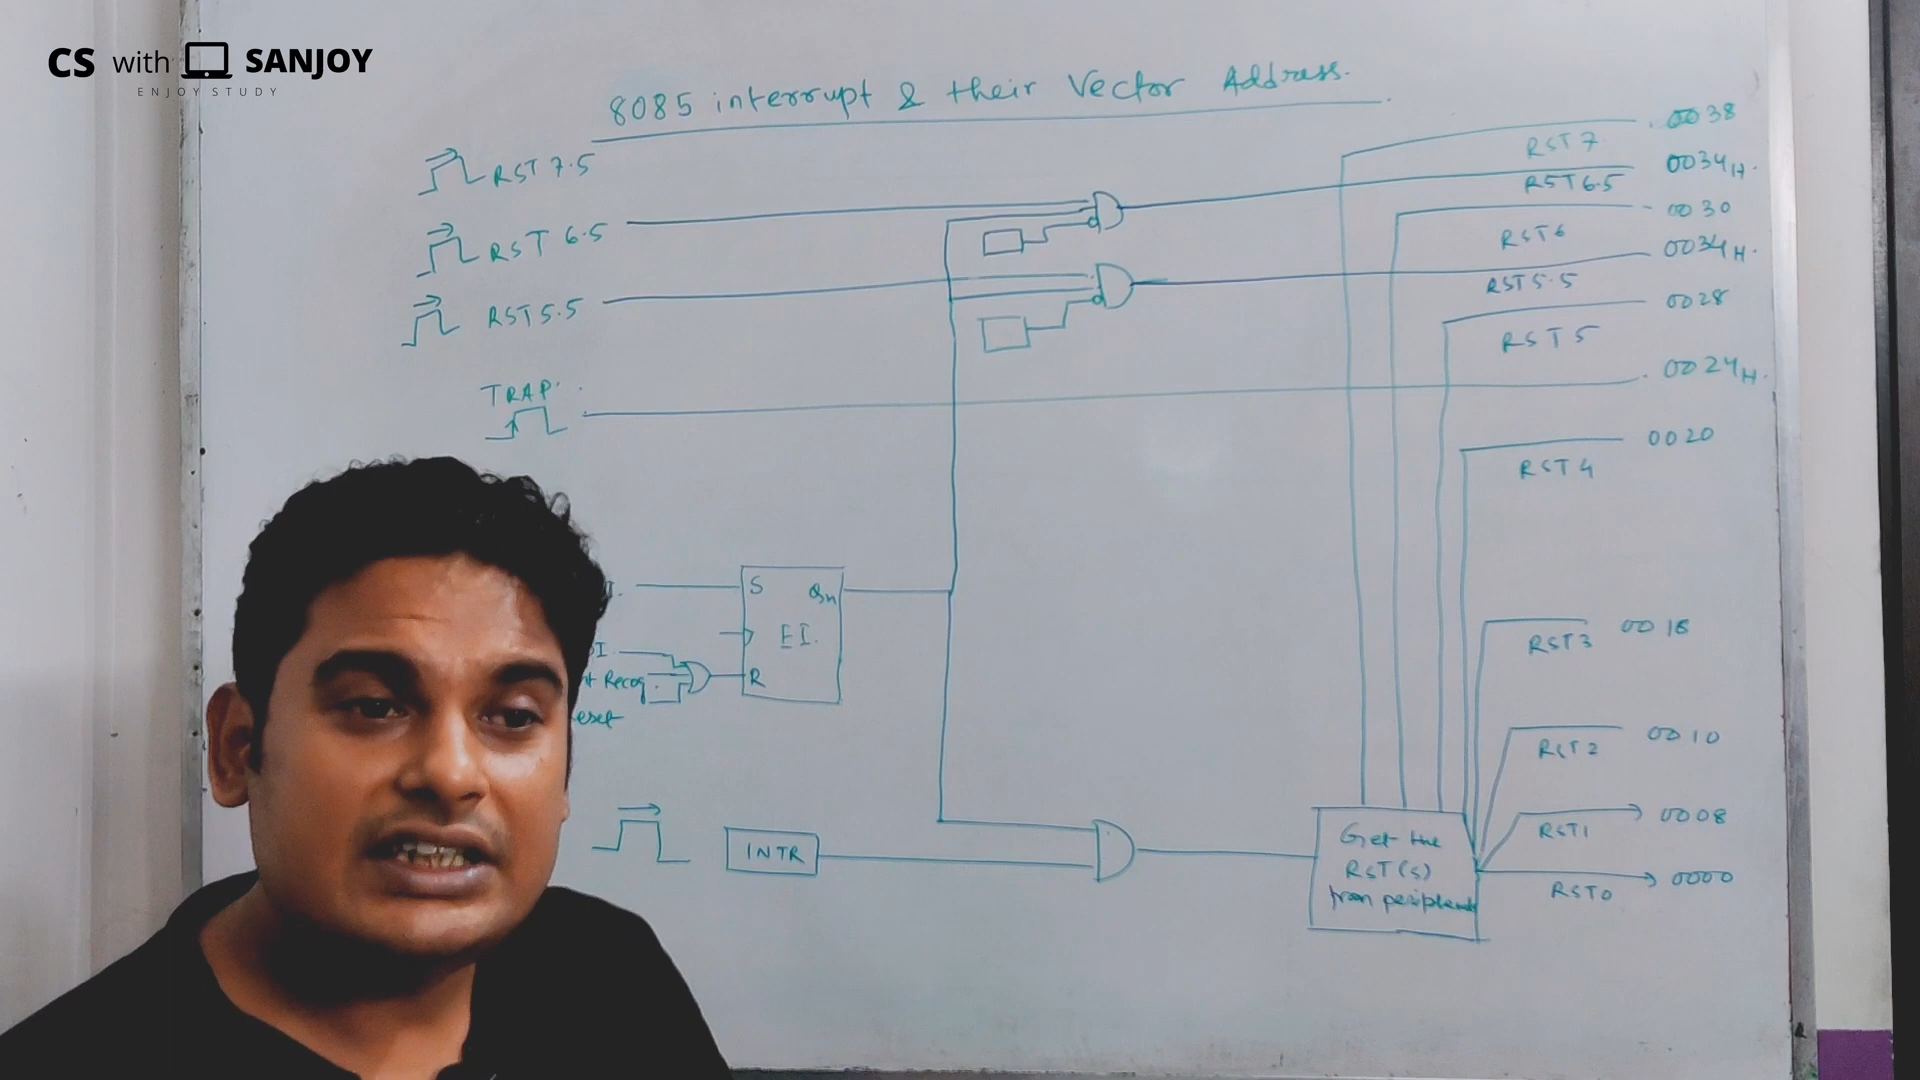 CS with SANJOY
ENJOY STUDY
8085 interrupt & their Vector Address.
RST 7.5
RST 6.5
RST 5.5
TRAP.
RST 7
0038
RST 6.5
0034H.
RST 6
0030
RST 5.5
0034H.
RST 5
0028
0024H.
RST 4
0020
RST 3
0018
RST 2
0010
RST 1
0008
RST 0
0000
S
Qn
EI.
R
Recog
INTR
Get the
RST(s)
from